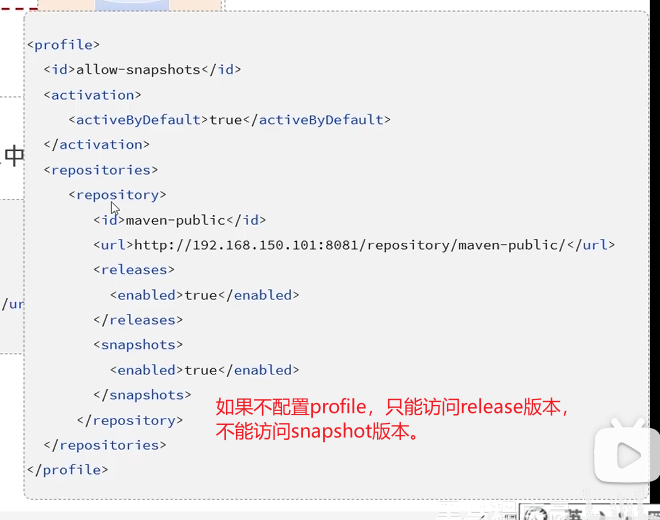 <profile>
<id>allow-snapshots</id>
<activation>
<activeByDefault>true</activeByDefault>
</activation>
<repositories>
<repository>
<id>maven-public</id>
<url>http://192.168.150.101:8081/repository/maven-public/</url>
<releases>
<enabled>true</enabled>
</releases>
<snapshots>
<enabled>true</enabled>
</snapshots>
</repository>
</repositories>
</profile>
如果不配置profile，只能访问release版本，
不能访问snapshot版本。
中
/ur
英